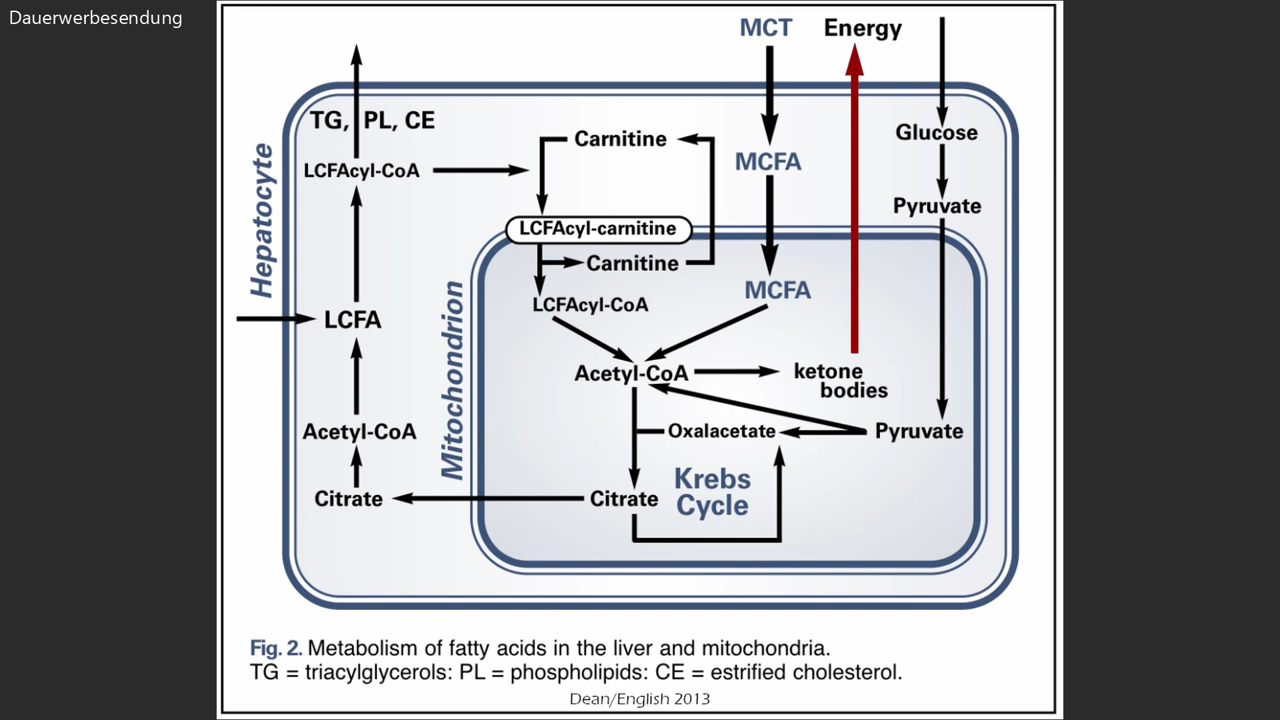 Dauerwerbesendung
MCT
Energy
TG, PL, CE
Carnitine
Glucose
MCFA
LCFAcyl-CoA
Pyruvate
Hepatocyte
LCFAcyl-carnitine
Carnitine
MCFA
LCFAcyl-CoA
LCFA
Mitochondrion
Acetyl-CoA
ketone
bodies
Acetyl-CoA
Oxalacetate
Pyruvate
Krebs
Cycle
Citrate
Citrate
Fig. 2. Metabolism of fatty acids in the liver and mitochondria.
TG = triacylglycerols: PL = phospholipids: CE = estrified cholesterol.
Dean/English 2013